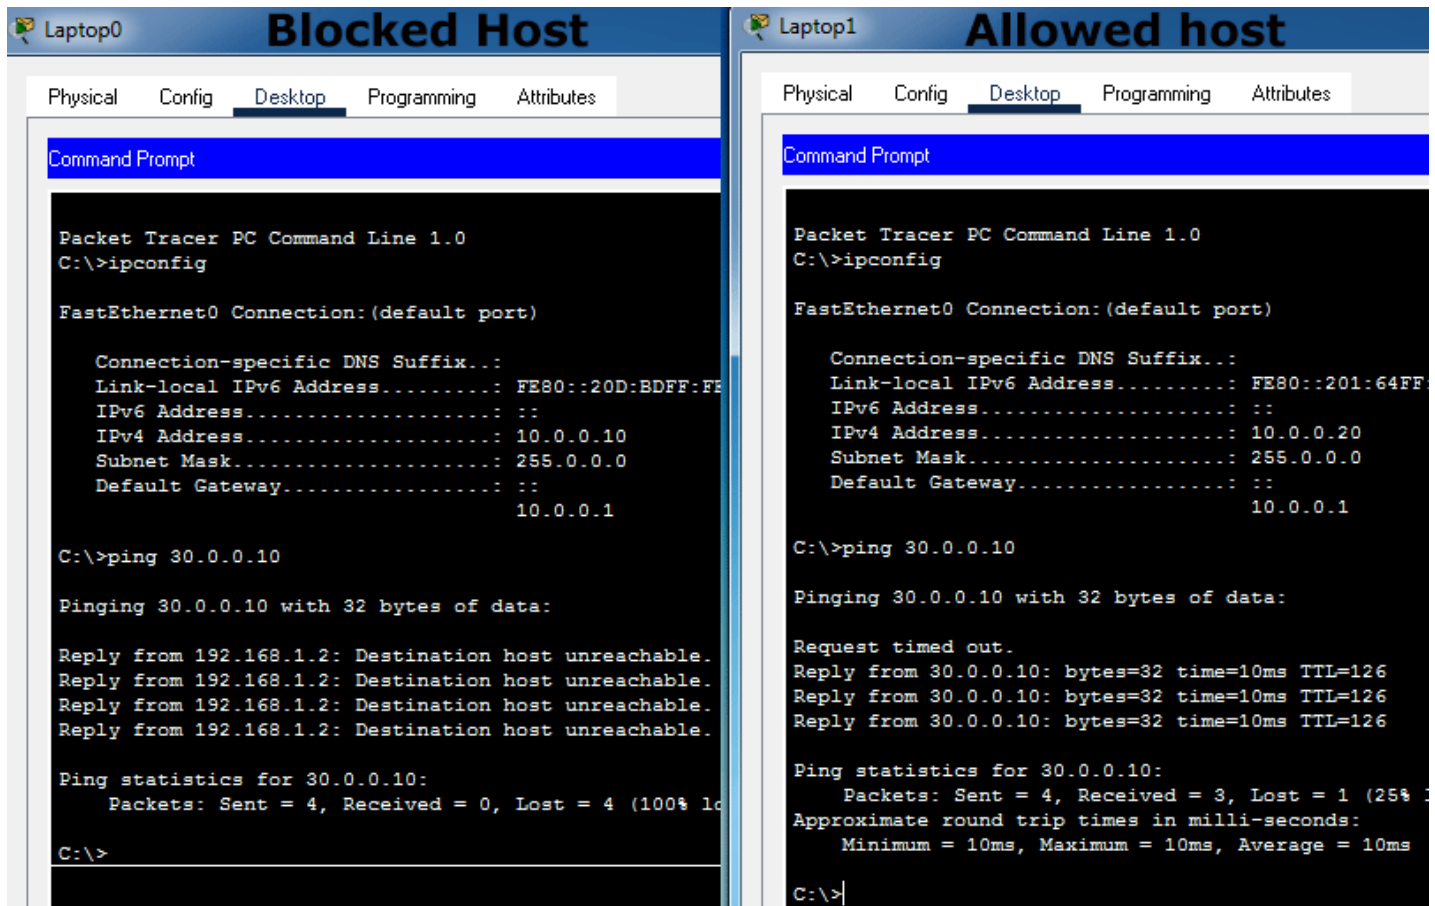 Laptop0 Blocked Host
Physical Config Desktop Programming Attributes
Command Prompt
Packet Tracer PC Command Line 1.0
C:\>ipconfig
FastEthernet0 Connection:(default port)
Connection-specific DNS Suffix..:
Link-local IPv6 Address.........: FE80::20D:BDFF:FE
IPv6 Address....................: ::
IPv4 Address....................: 10.0.0.10
Subnet Mask.....................: 255.0.0.0
Default Gateway.................: ::
10.0.0.1
C:\>ping 30.0.0.10
Pinging 30.0.0.10 with 32 bytes of data:
Reply from 192.168.1.2: Destination host unreachable.
Reply from 192.168.1.2: Destination host unreachable.
Reply from 192.168.1.2: Destination host unreachable.
Reply from 192.168.1.2: Destination host unreachable.
Ping statistics for 30.0.0.10:
Packets: Sent = 4, Received = 0, Lost = 4 (100% lo
C:\>
Laptop1 Allowed host
Physical Config Desktop Programming Attributes
Command Prompt
Packet Tracer PC Command Line 1.0
C:\>ipconfig
FastEthernet0 Connection:(default port)
Connection-specific DNS Suffix..:
Link-local IPv6 Address.........: FE80::201:64FF:
IPv6 Address....................: ::
IPv4 Address....................: 10.0.0.20
Subnet Mask.....................: 255.0.0.0
Default Gateway.................: ::
10.0.0.1
C:\>ping 30.0.0.10
Pinging 30.0.0.10 with 32 bytes of data:
Request timed out.
Reply from 30.0.0.10: bytes=32 time=10ms TTL=126
Reply from 30.0.0.10: bytes=32 time=10ms TTL=126
Reply from 30.0.0.10: bytes=32 time=10ms TTL=126
Ping statistics for 30.0.0.10:
Packets: Sent = 4, Received = 3, Lost = 1 (25% l
Approximate round trip times in milli-seconds:
Minimum = 10ms, Maximum = 10ms, Average = 10ms
C:\>